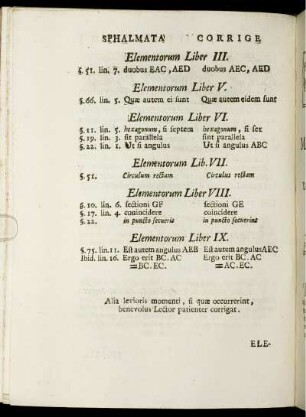 SPHALMATA CORRIGE
Elementorum Liber III.
§. 51. lin. 7. duobus EAC, AED duobus AEC, AED
Elementorum Liber V.
§. 66. lin. 5. Quæ autem ei sunt Quæ autem eidem sunt
Elementorum Liber VI.
§. 11. lin. 5. hexagonum, si septem hexagonum, si sex
§. 19. lin. 3. sit parallela sint parallela
§. 22. lin. 1. Ut si angulus Ut si angulus ABC
Elementorum Lib. VII.
§. 51. Circulum rectam Circulus rectam
Elementorum Liber VIII.
§. 10. lin. 6. sectioni GF sectioni GE
§. 17. lin. 4. couincidere coincidere
§. 22. in puncto secueris in puncto secuerint
Elementorum Liber IX.
§. 75. lin. 11. Est autem angulus AEB Est autem angulus AEC
Ibid. lin. 16. Ergo erit BC. AC Ergo erit BC. AC
=BC. EC. =AC. EC.
Alia levioris momenti, si quæ occurrerint,
benevolus Lector patienter corrigat.
ELE-